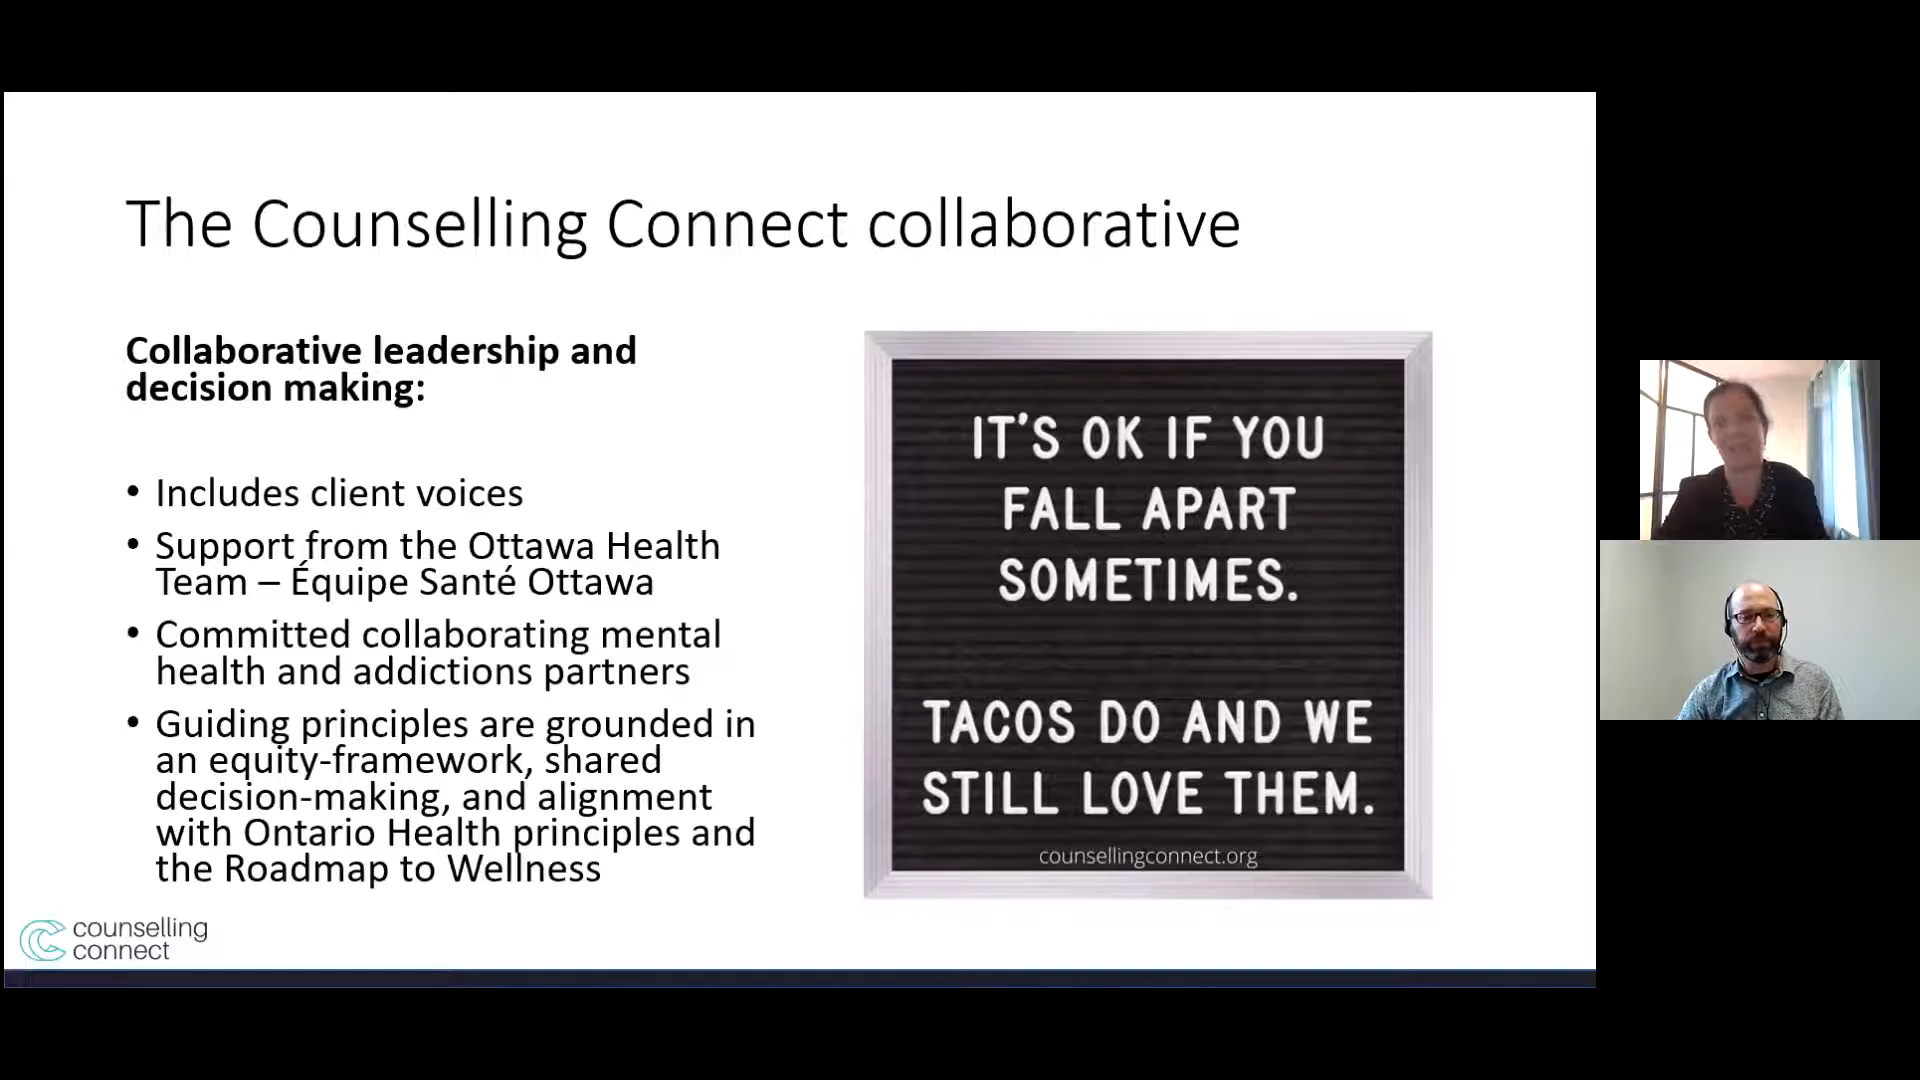 The Counselling Connect collaborative
Collaborative leadership and
decision making:
• Includes client voices
• Support from the Ottawa Health
Team – Équipe Santé Ottawa
• Committed collaborating mental
health and addictions partners
• Guiding principles are grounded in
an equity-framework, shared
decision-making, and alignment
with Ontario Health principles and
the Roadmap to Wellness
IT'S OK IF YOU
FALL APART
SOMETIMES.
TACOS DO AND WE
STILL LOVE THEM.
counsellingconnect.org
counselling
connect